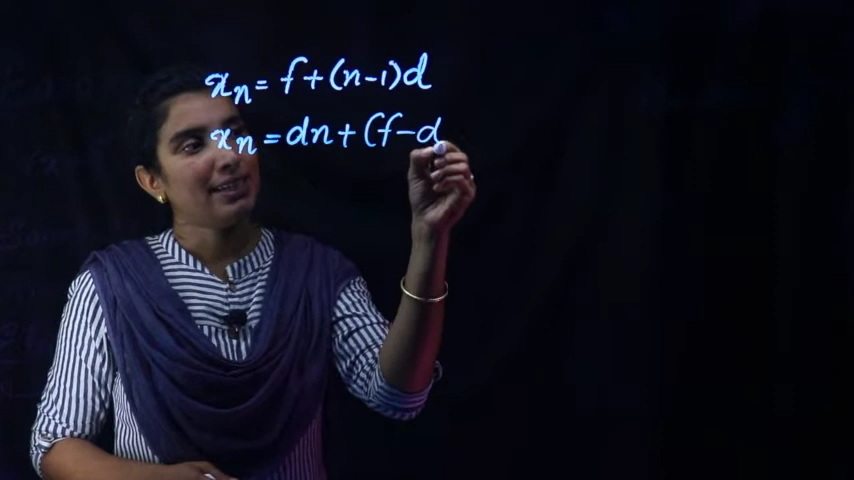 xₙ = f + (n-1)d
xₙ = dn + (f - d